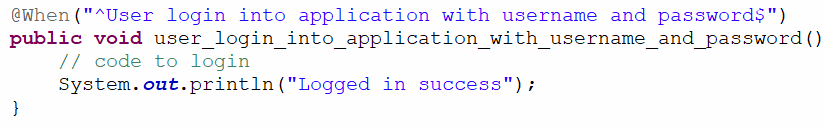 @When("^User login into application with username and password$")
public void user_login_into_application_with_username_and_password()
// code to login
System.out.println("Logged in success");
}